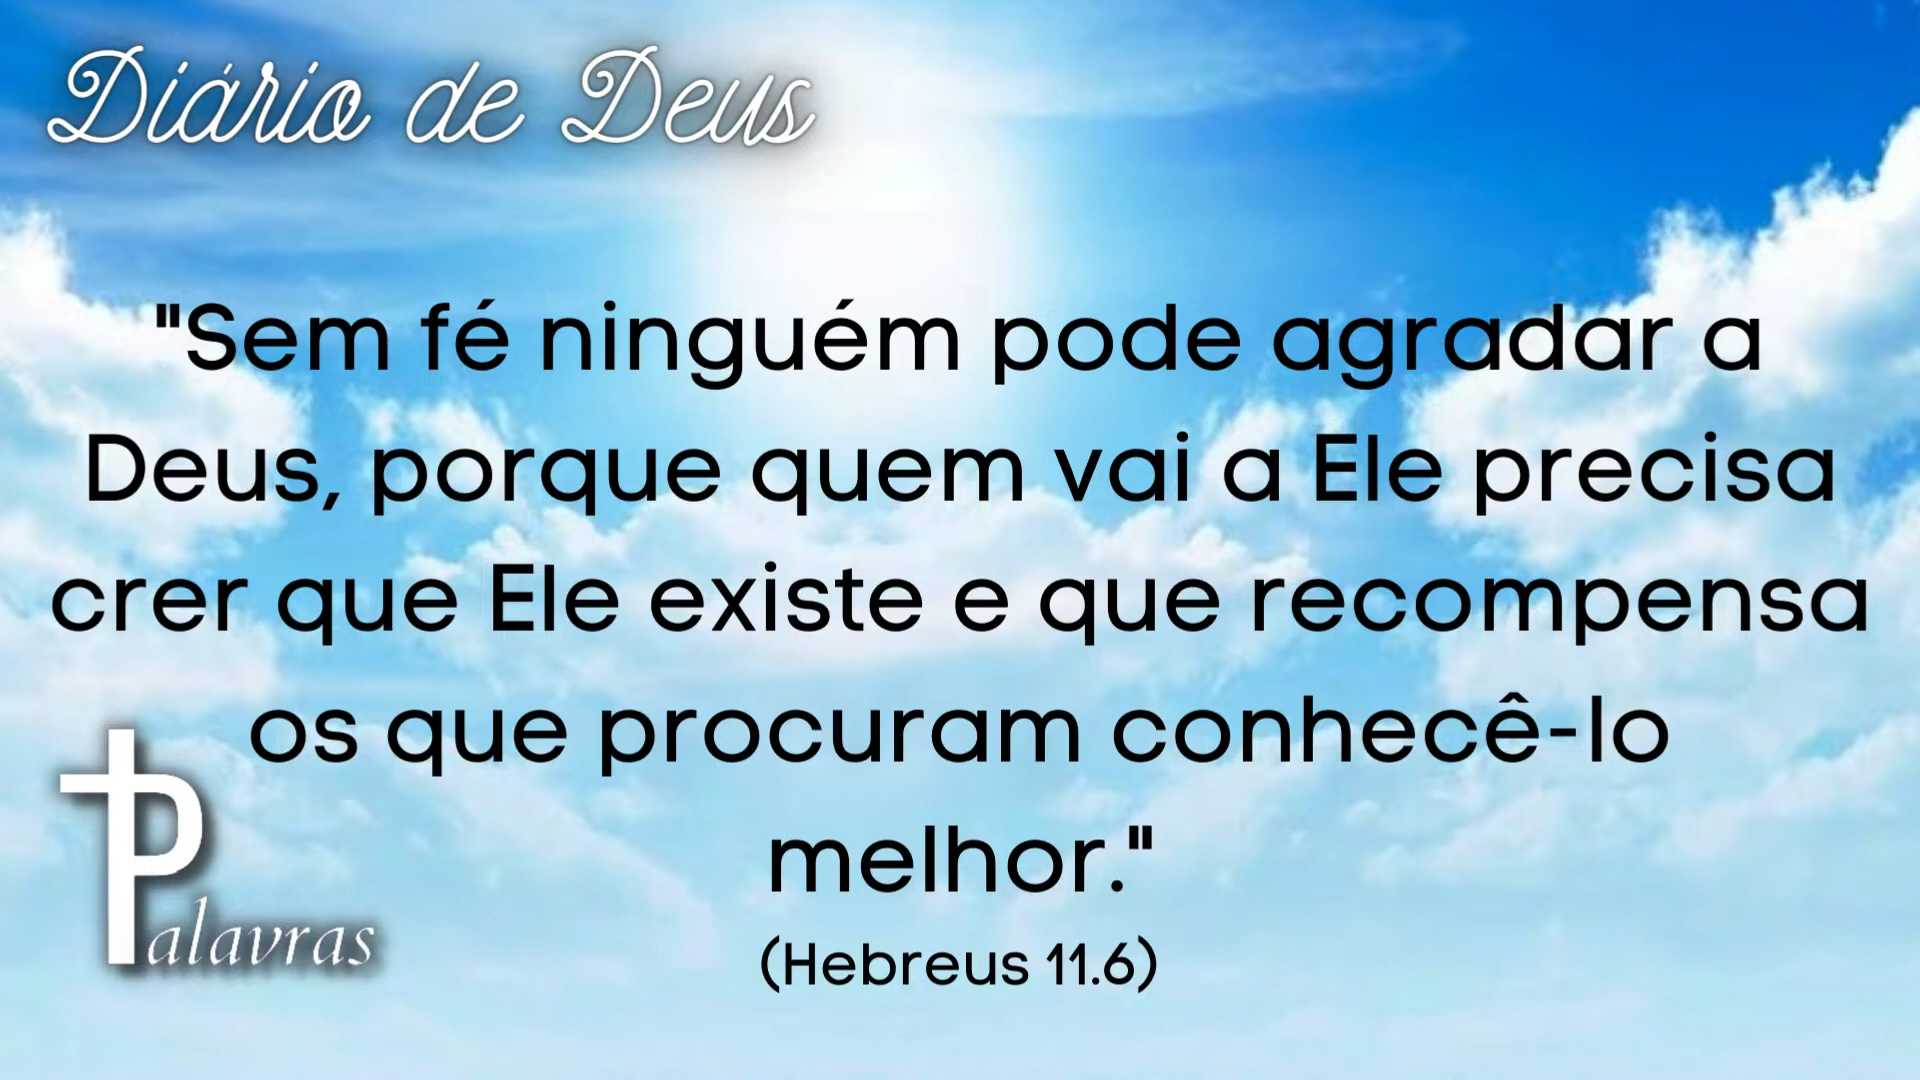 Diário de Deus
"Sem fé ninguém pode agradar a
Deus, porque quem vai a Ele precisa
crer que Ele existe e que recompensa
os que procuram conhecê-lo
melhor."
(Hebreus 11.6)
Palavras